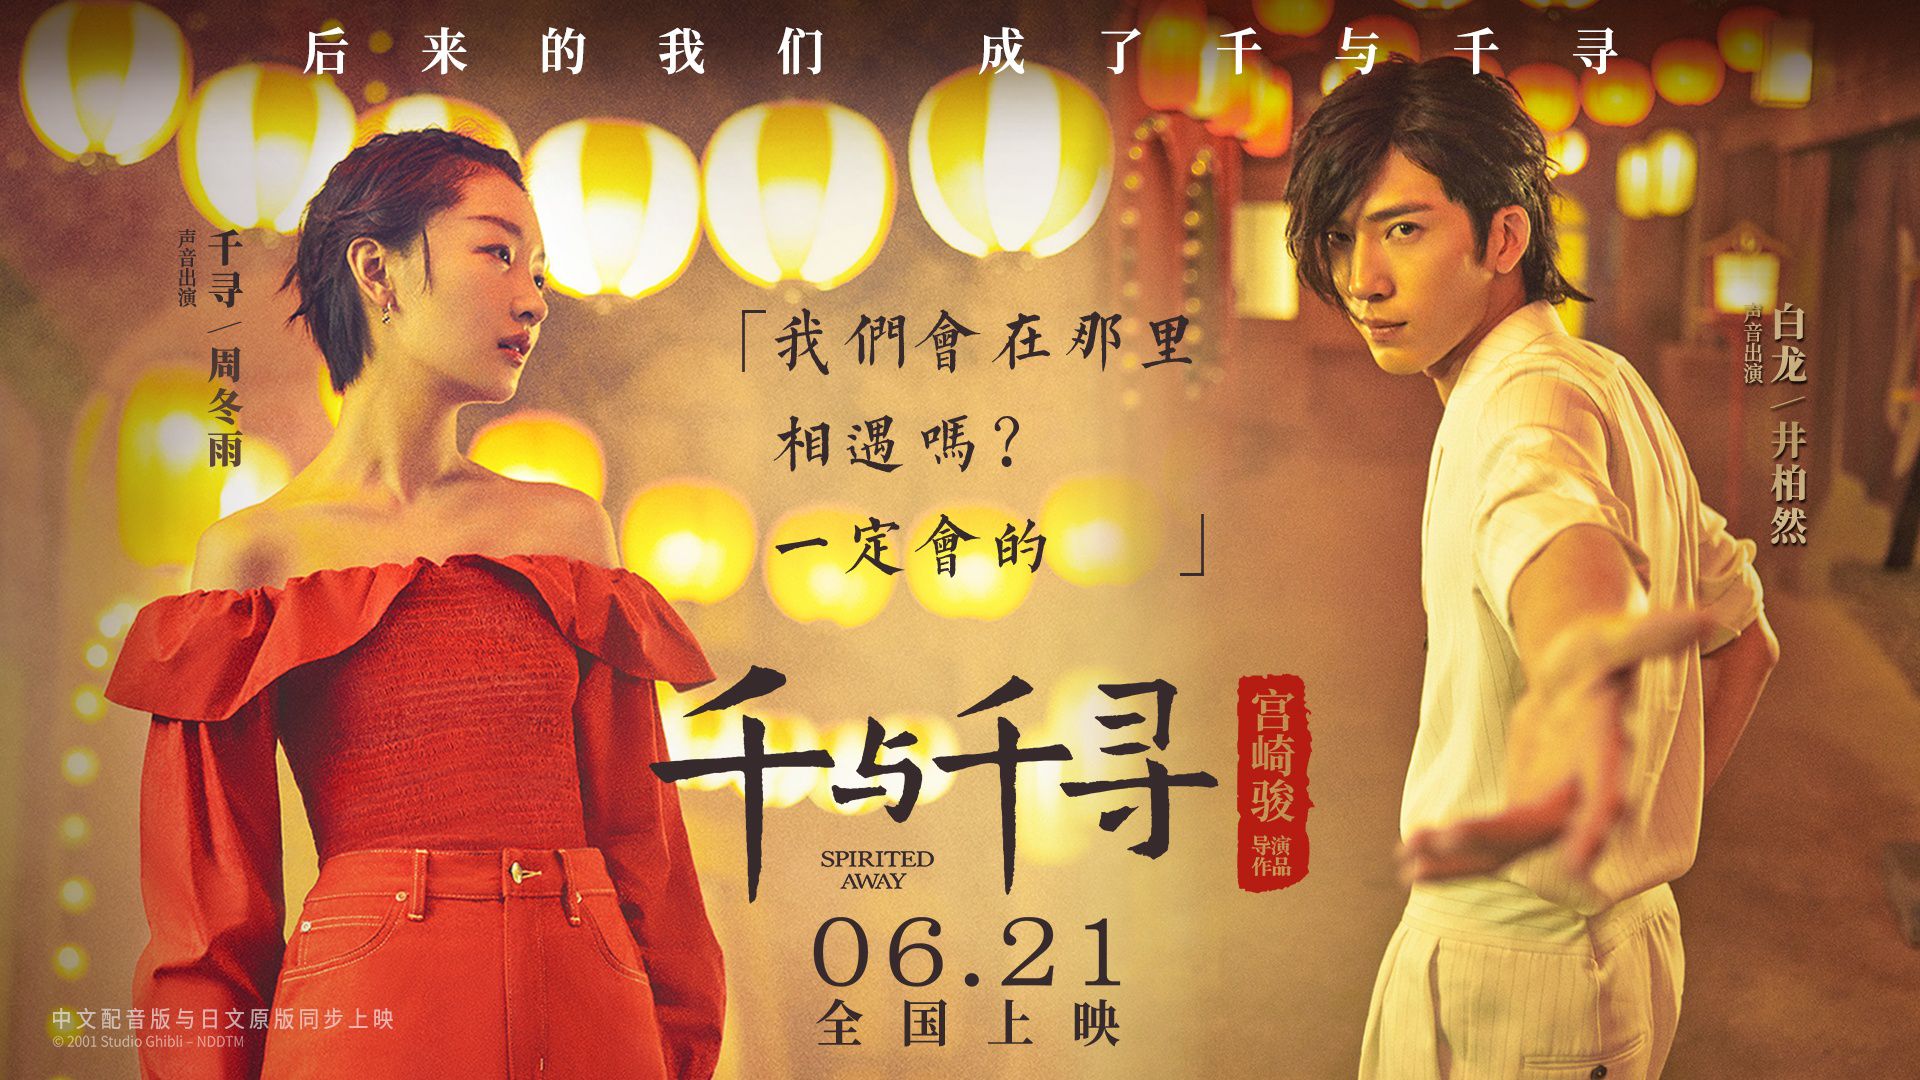 后来的我们 成了千与千寻
千寻/周冬雨
声音出演
「我們會在那里
相遇嗎？
一定會的」
白龙/井柏然
声音出演
千与千寻
SPIRITED
AWAY
宫崎骏
导演
作品
06.21
全国上映
中文配音版与日文原版同步上映
© 2001 Studio Ghibli – NDDTM